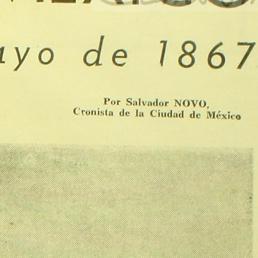 ayo de 1867
Por Salvador NOVO,
Cronista de la Ciudad de México